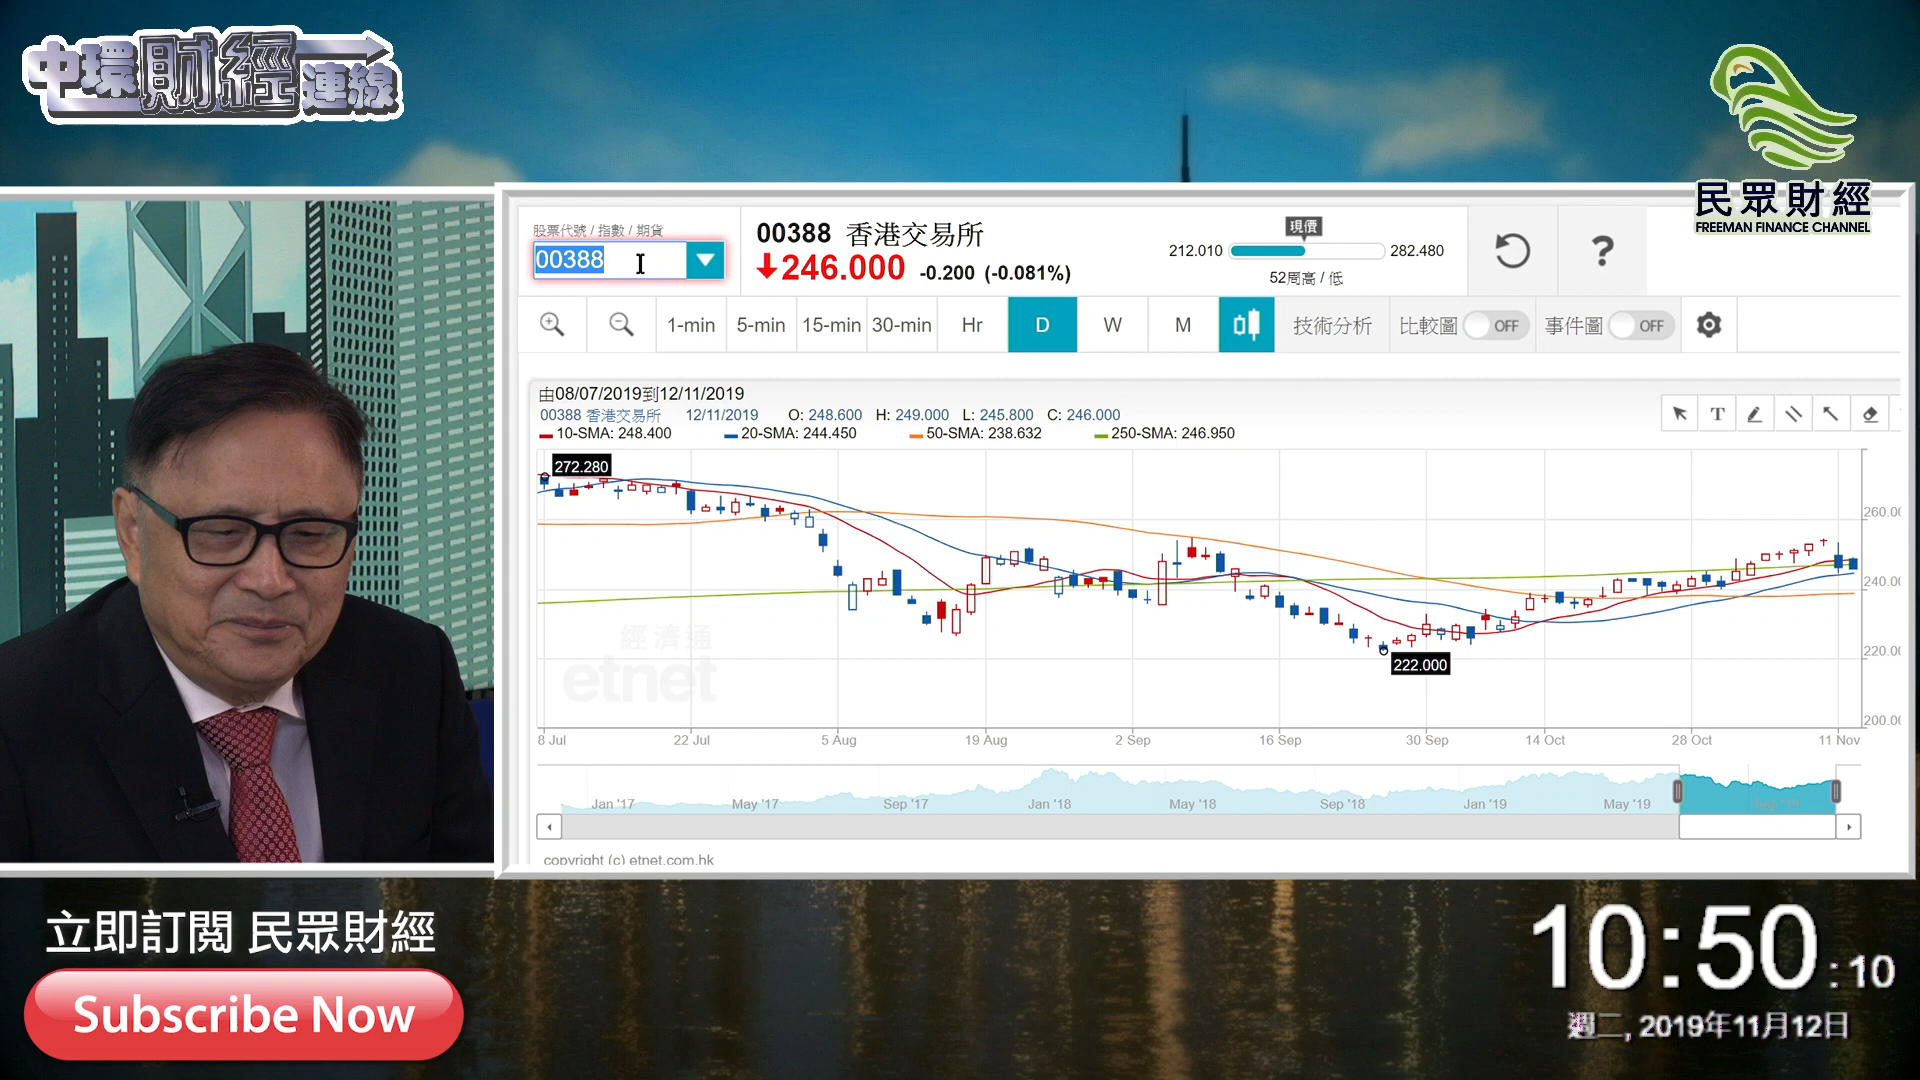 中環財經連線
民眾財經
FREEMAN FINANCE CHANNEL
股票代號 / 指數 / 期貨
00388
00388 香港交易所
246.000 -0.200 (-0.081%)
現價
212.010 282.480
52周高 / 低
?
1-min 5-min 15-min 30-min Hr D W M 技術分析 比較圖 OFF 事件圖 OFF
由08/07/2019到12/11/2019
00388 香港交易所 12/11/2019 O: 248.600 H: 249.000 L: 245.800 C: 246.000
10-SMA: 248.400 20-SMA: 244.450 50-SMA: 238.632 250-SMA: 246.950
T
272.280
260.00
240.00
220.00
200.00
222.000
經濟通
etnet
8 Jul 22 Jul 5 Aug 19 Aug 2 Sep 16 Sep 30 Sep 14 Oct 28 Oct 11 Nov
Jan '17 May '17 Sep '17 Jan '18 May '18 Sep '18 Jan '19 May '19 Sep '19
copyright (c) etnet.com.hk
立即訂閲 民眾財經
Subscribe Now
10:50:10
週二, 2019年11月12日